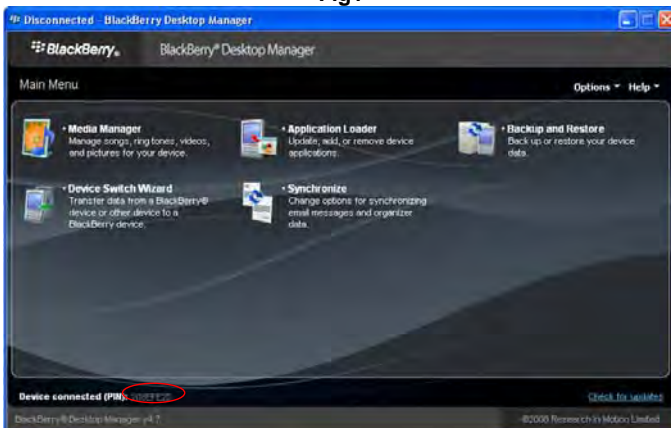 Disconnected - BlackBerry Desktop Manager
BlackBerry® BlackBerry® Desktop Manager
Main Menu Options Help
Media Manager
Manage songs, ring tones, videos,
and pictures for your device.
Application Loader
Update, add, or remove device
applications.
Backup and Restore
Back up or restore your device
data.
Device Switch Wizard
Transfer data from a BlackBerry®
device or other device to a
BlackBerry device.
Synchronize
Change options for synchronizing
email messages and organizer
data.
Device connected (PIN): Check for updates
BlackBerry® Desktop Manager v4.7 ©2008 Research In Motion Limited